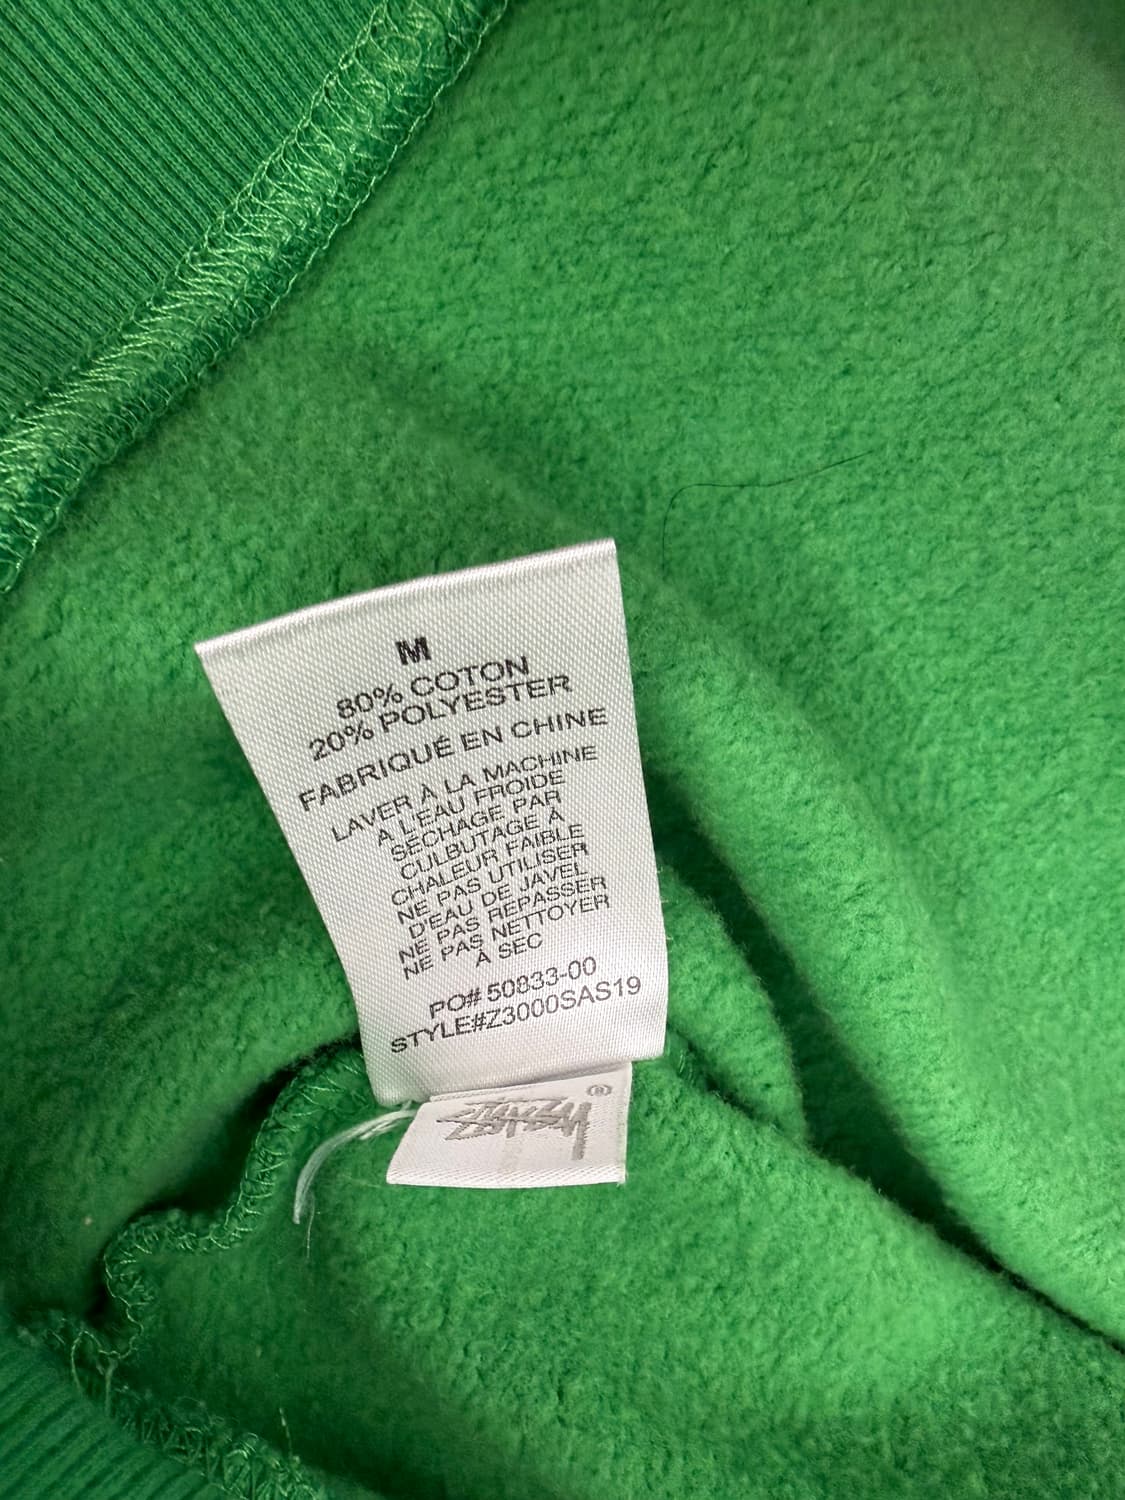 M
80% COTON
20% POLYESTER
FABRIQUÉ EN CHINE
LAVER À LA MACHINE
A L'EAU FROIDE
SÉCHAGE PAR
CULBUTAGE À
CHALEUR FAIBLE
NE PAS UTILISER
D'EAU DE JAVEL
NE PAS REPASSER
NE PAS NETTOYER
À SEC
PO# 50833-00
STYLE#Z3000SAS19
®